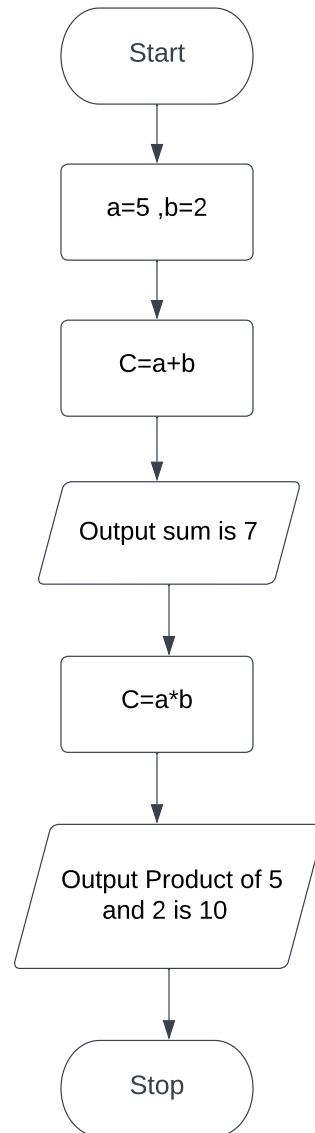 Start
a=5 ,b=2
C=a+b
Output sum is 7
C=a*b
Output Product of 5
and 2 is 10
Stop